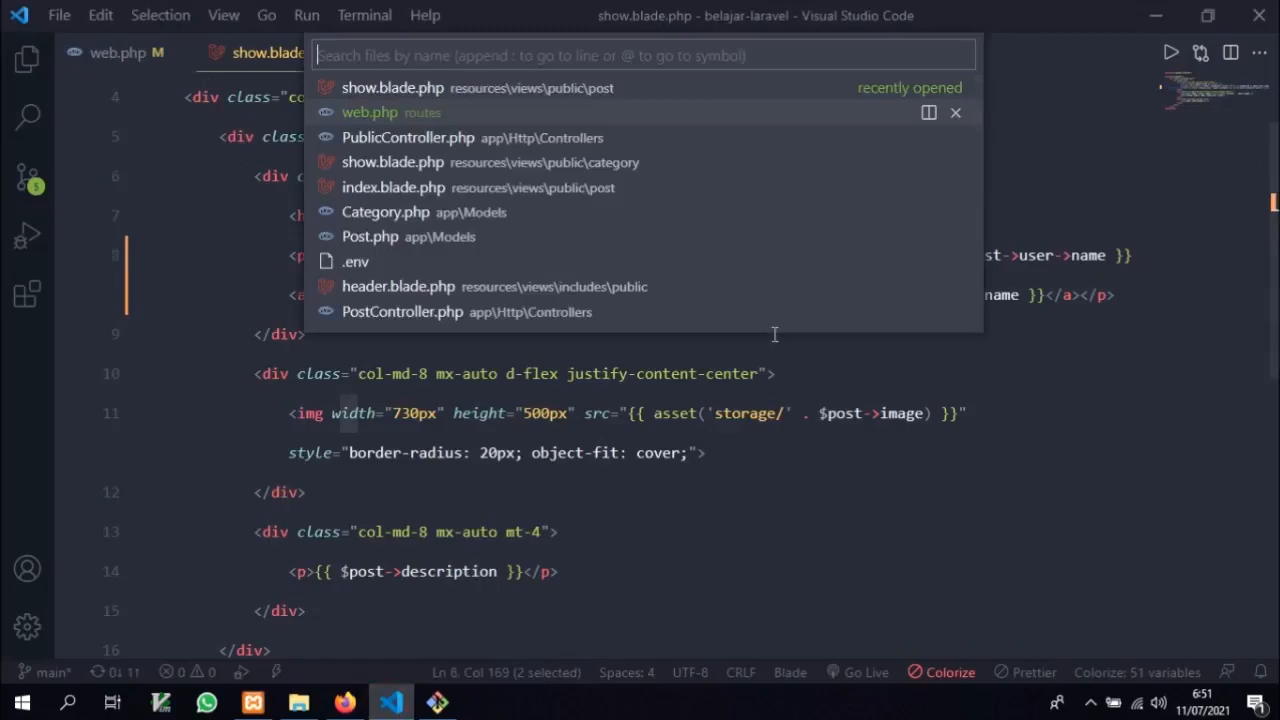 File Edit Selection View Go Run Terminal Help show.blade.php - belajar-laravel - Visual Studio Code
web.php M show.blade
Search files by name (append : to go to line or @ to go to symbol)
show.blade.php resources\views\public\post recently opened
4 <div class="co
web.php routes
5 <div class
PublicController.php app\Http\Controllers
show.blade.php resources\views\public\category
6 <div c
index.blade.php resources\views\public\post
7 <h
Category.php app\Models
Post.php app\Models
8 <p st->user->name }}
.env
header.blade.php resources\views\includes\public
<a name }}</a></p>
PostController.php app\Http\Controllers
9 </div>
10 <div class="col-md-8 mx-auto d-flex justify-content-center">
11 <img width="730px" height="500px" src="{{ asset('storage/' . $post->image) }}"
style="border-radius: 20px; object-fit: cover;">
12 </div>
13 <div class="col-md-8 mx-auto mt-4">
14 <p>{{ $post->description }}</p>
15 </div>
16 </div>
5
main* 0↓ 1↑ 0 0 Ln 8, Col 169 (2 selected) Spaces: 4 UTF-8 CRLF Blade Go Live Colorize Prettier Colorize: 51 variables
6:51
11/07/2021
1